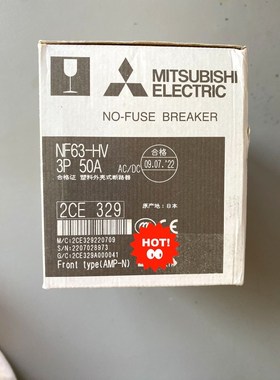 MITSUBISHI
ELECTRIC
NO-FUSE BREAKER
NF63-HV
3P 50A
AC/DC
合格
09.07.'22
合格证 塑料外壳式断路器
2CE 329
原产地：日本
M/C:2CE329220709
S/N:2207028973
G/C:2CE329A000041
Front type(AMP-N)
HOT!